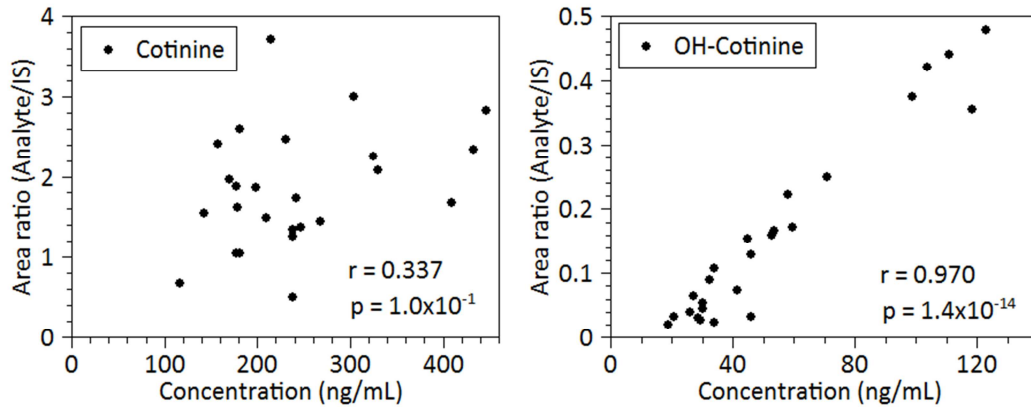 Cotinine
Area ratio (Analyte/IS)
4
3
2
1
0
r = 0.337
p = 1.0x10⁻¹
0
100
200
300
400
Concentration (ng/mL)
OH-Cotinine
Area ratio (Analyte/IS)
0.5
0.4
0.3
0.2
0.1
0
r = 0.970
p = 1.4x10⁻¹⁴
0
40
80
120
Concentration (ng/mL)